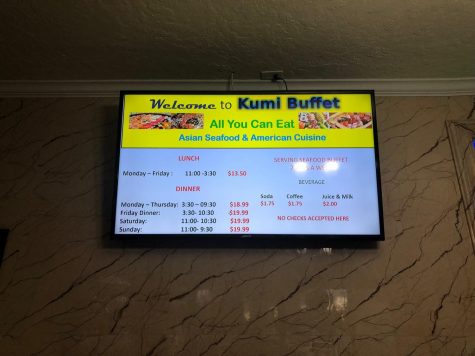 Welcome to Kumi Buffet
All You Can Eat
Asian Seafood & American Cuisine
LUNCH
Monday – Friday : 11:00 -3:30 $13.50
DINNER
Monday – Thursday: 3:30 – 09:30 $18.99
Friday Dinner: 3:30- 10:30 $19.99
Saturday: 11:00- 10:30 $19.99
Sunday: 11:00- 9:30 $19.99
SERVING SEAFOOD BUFFET
BEVERAGE
Soda Coffee Juice & Milk
$1.75 $1.75 $2.00
NO CHECKS ACCEPTED HERE